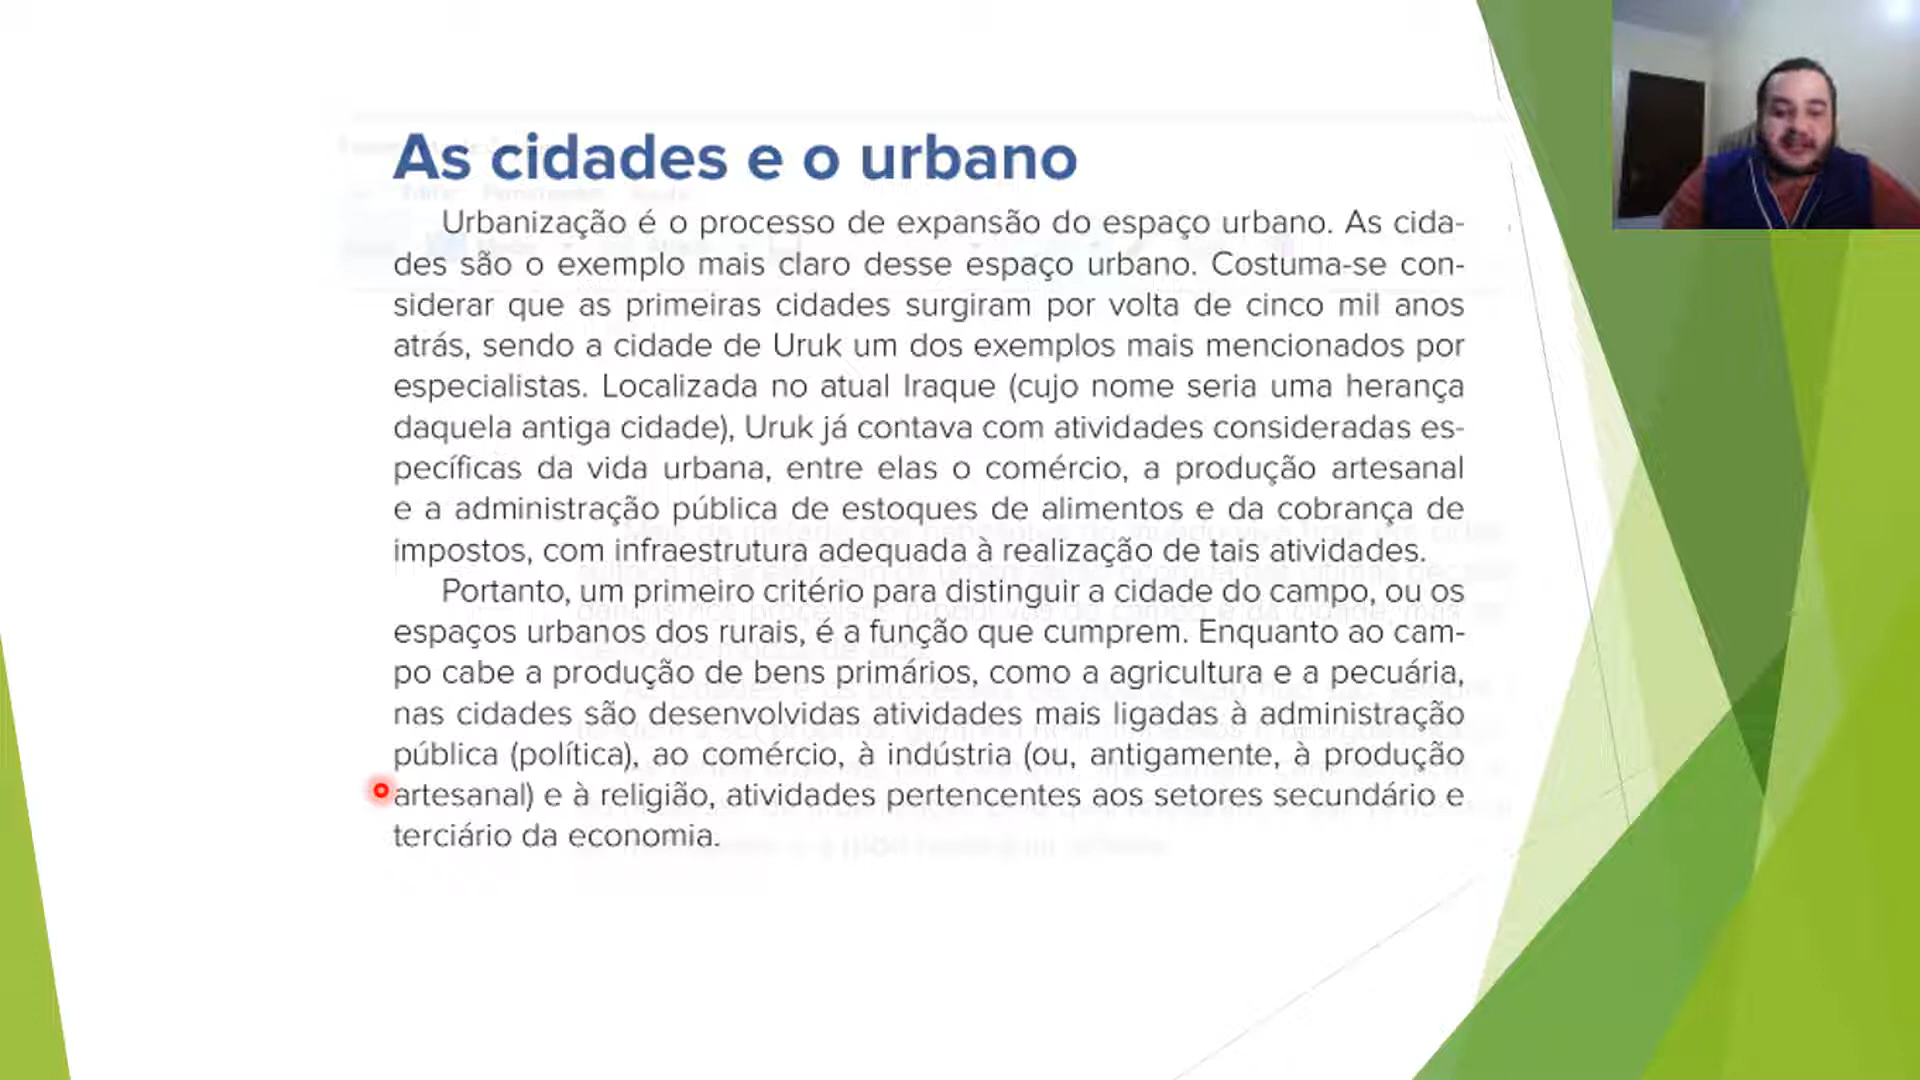 As cidades e o urbano
Urbanização é o processo de expansão do espaço urbano. As cida-
des são o exemplo mais claro desse espaço urbano. Costuma-se con-
siderar que as primeiras cidades surgiram por volta de cinco mil anos
atrás, sendo a cidade de Uruk um dos exemplos mais mencionados por
especialistas. Localizada no atual Iraque (cujo nome seria uma herança
daquela antiga cidade), Uruk já contava com atividades consideradas es-
pecíficas da vida urbana, entre elas o comércio, a produção artesanal
e a administração pública de estoques de alimentos e da cobrança de
impostos, com infraestrutura adequada à realização de tais atividades.
Portanto, um primeiro critério para distinguir a cidade do campo, ou os
espaços urbanos dos rurais, é a função que cumprem. Enquanto ao cam-
po cabe a produção de bens primários, como a agricultura e a pecuária,
nas cidades são desenvolvidas atividades mais ligadas à administração
pública (política), ao comércio, à indústria (ou, antigamente, à produção
artesanal) e à religião, atividades pertencentes aos setores secundário e
terciário da economia.